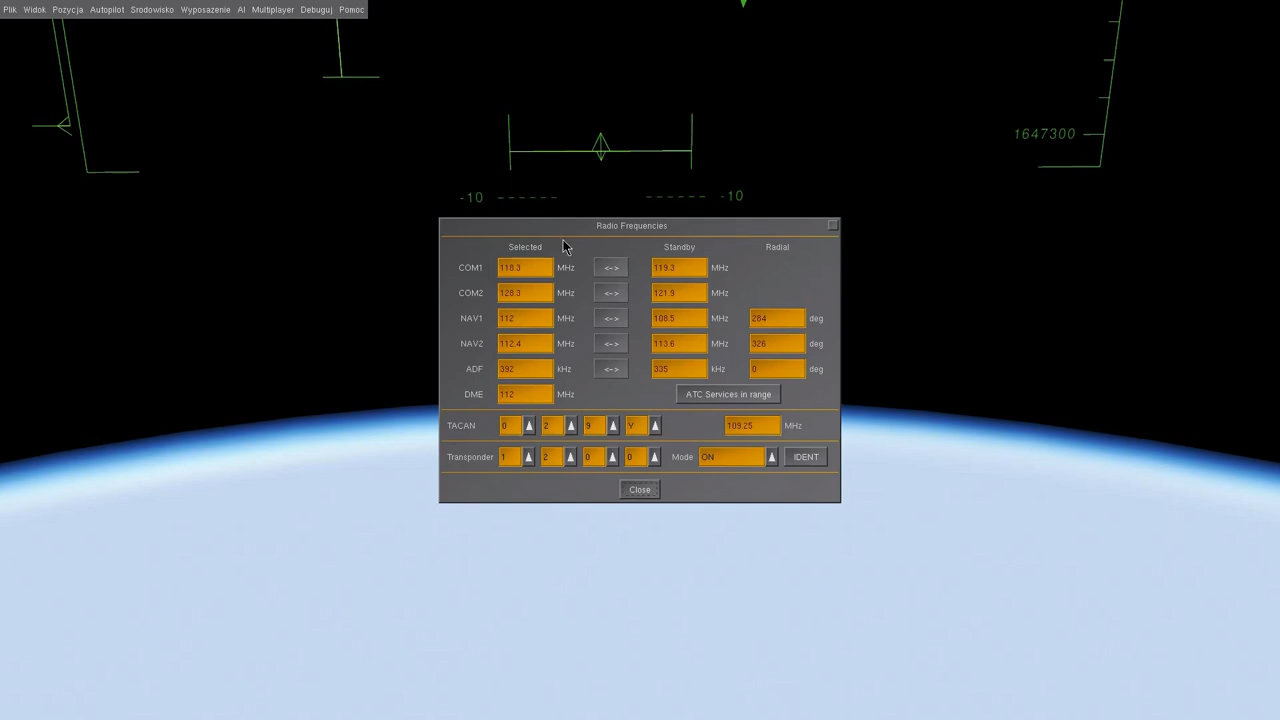 Plik Widok Pozycja Autopilot Srodowisko Wyposazenie AI Multiplayer Debuguj Pomoc
1647300
-10 ------ ------ -10
Radio Frequencies
Selected Standby Radial
COM1 118.3 MHz <-> 119.3 MHz
COM2 128.3 MHz <-> 121.9 MHz
NAV1 112 MHz <-> 108.5 MHz 284 deg
NAV2 112.4 MHz <-> 113.6 MHz 326 deg
ADF 392 kHz <-> 335 kHz 0 deg
DME 112 MHz ATC Services in range
TACAN 0 2 9 Y 109.25 MHz
Transponder 1 2 0 0 Mode ON IDENT
Close